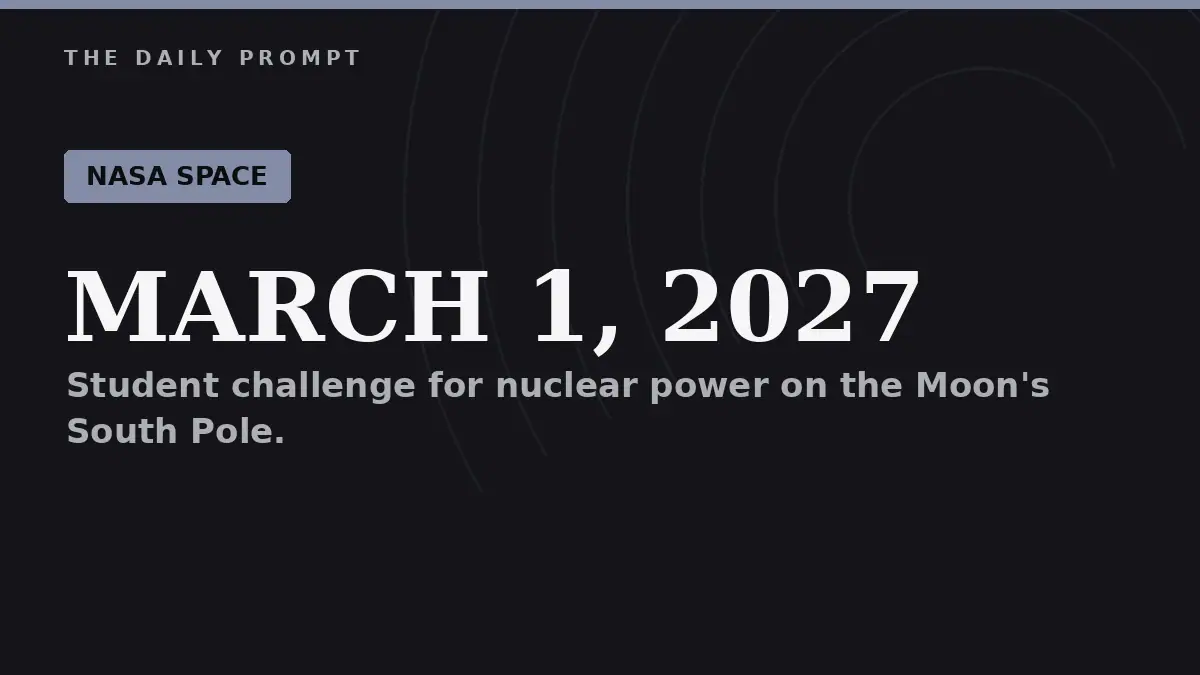 THE DAILY PROMPT
NASA SPACE
MARCH 1, 2027
Student challenge for nuclear power on the Moon's
South Pole.